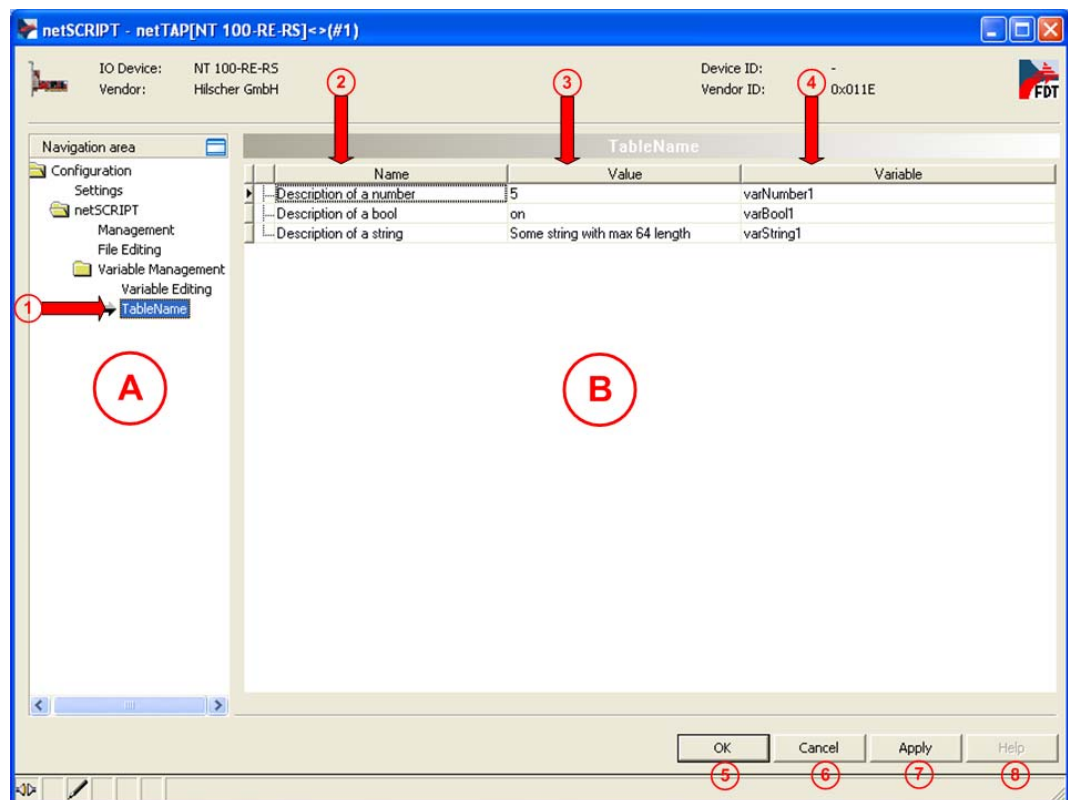 netSCRIPT - netTAP[NT 100-RE-RS]<>(#1)
IO Device: NT 100-RE-RS Device ID: -
Vendor: Hilscher GmbH Vendor ID: 0x011E
FDT
2 3 4
Navigation area
Configuration
Settings
netSCRIPT
Management
File Editing
Variable Management
Variable Editing
TableName
1
A
TableName
Name Value Variable
Description of a number 5 varNumber1
Description of a bool on varBool1
Description of a string Some string with max 64 length varString1
B
OK Cancel Apply Help
5 6 7 8